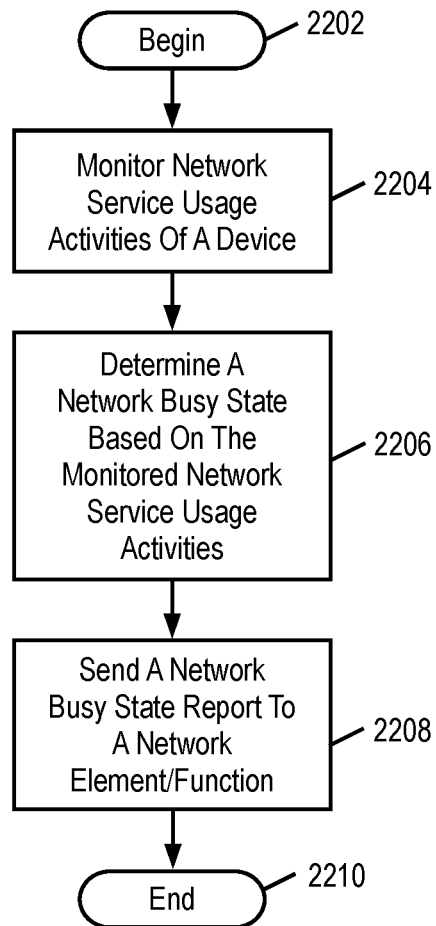 Begin
2202
Monitor Network
Service Usage
Activities Of A Device
2204
Determine A
Network Busy State
Based On The
Monitored Network
Service Usage
Activities
2206
Send A Network
Busy State Report To
A Network
Element/Function
2208
End
2210